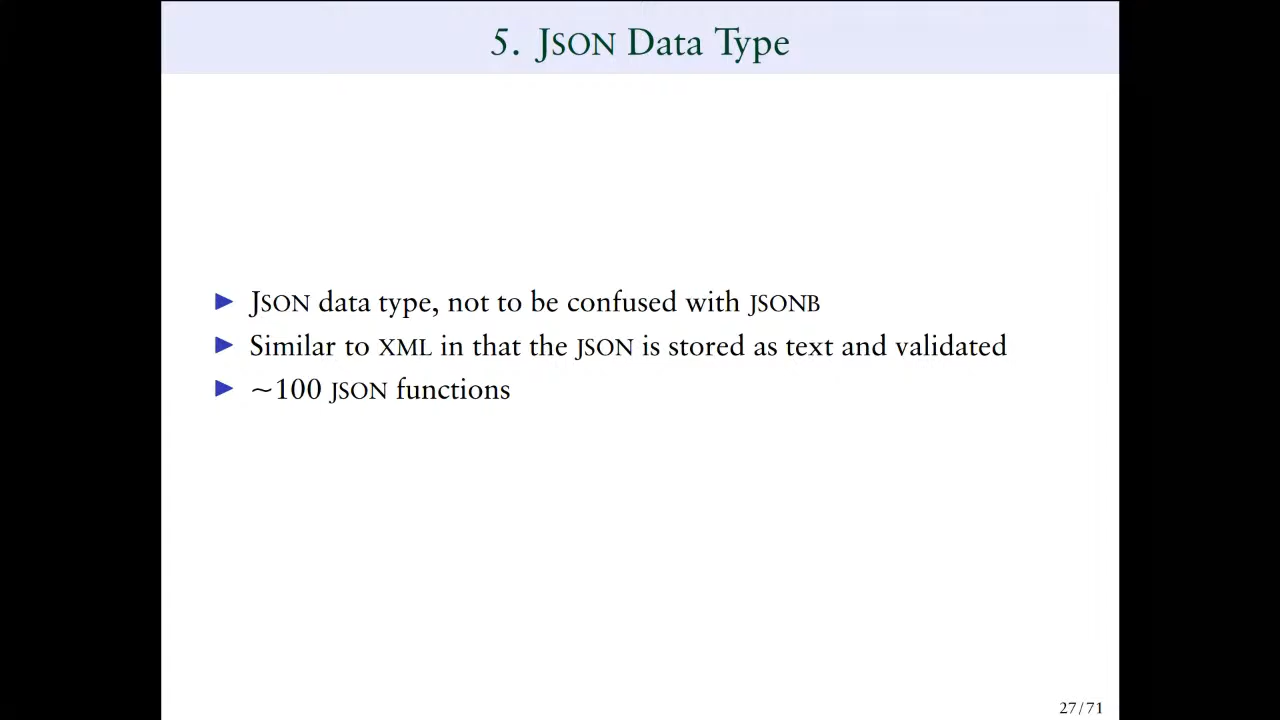 5. JSON Data Type
▶ JSON data type, not to be confused with JSONB
▶ Similar to XML in that the JSON is stored as text and validated
▶ ~100 JSON functions
27/71